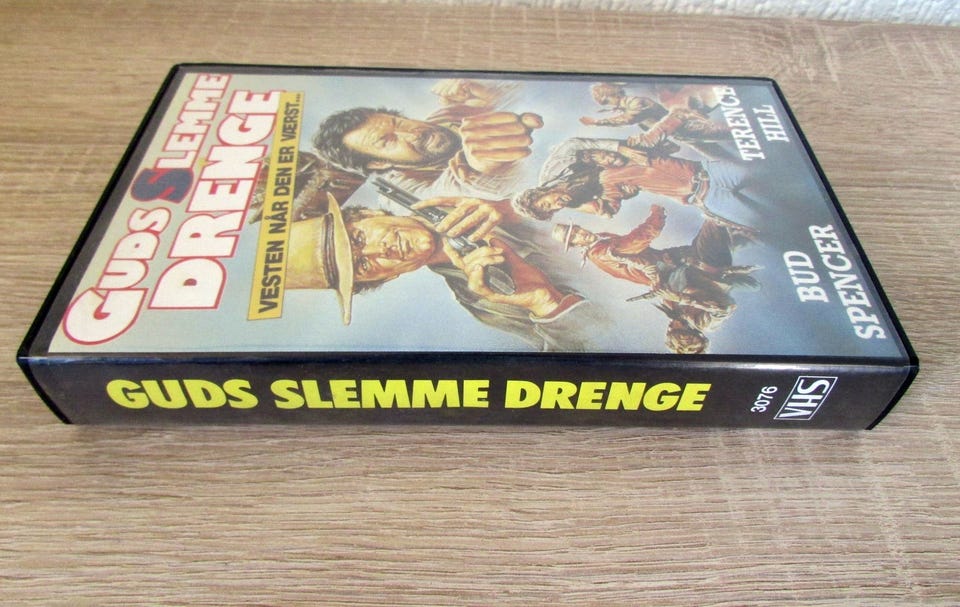 GUDS SLEMME
DRENGE
VESTEN NÅR DEN ER VÆRST...
TERENCE
HILL
BUD
SPENCER
GUDS SLEMME DRENGE
3076
VHS